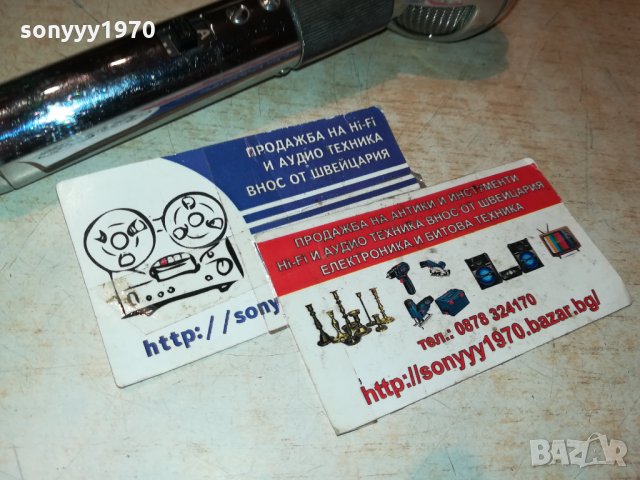 sonyyy1970
ПРОДАЖБА НА Hi-Fi
И АУДИО ТЕХНИКА
ВНОС ОТ ШВЕЙЦАРИЯ
http://sony
ПРОДАЖБА НА АНТИКИ И ИНСТУМЕНТИ
Hi-Fi И АУДИО ТЕХНИКА ВНОС ОТ ШВЕЙЦАРИЯ
ЕЛЕКТРОНИКА И БИТОВА ТЕХНИКА
тел.: 0878 324170
http://sonyyy1970.bazar.bg/
BAZAR